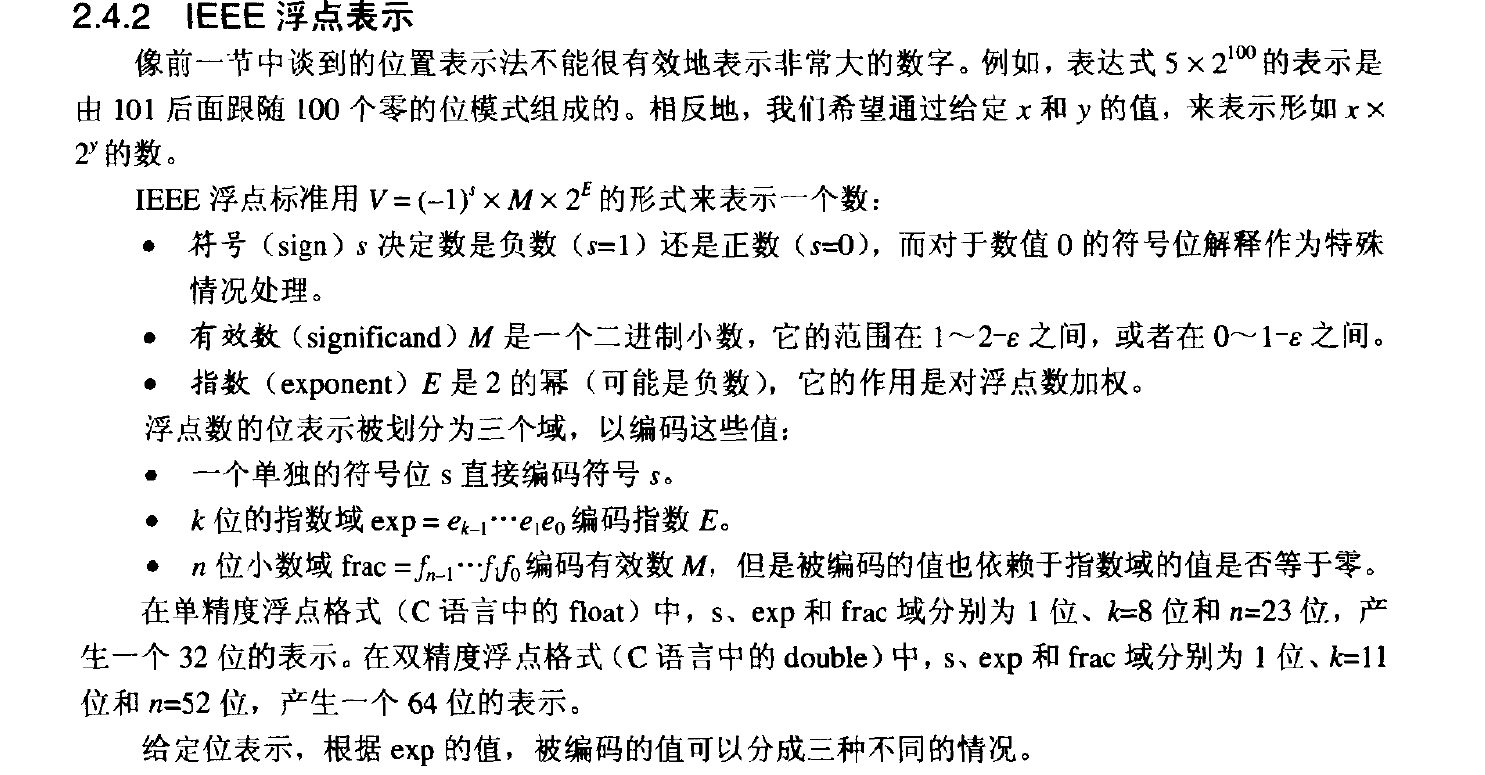 2.4.2 IEEE 浮点表示
像前一节中谈到的位置表示法不能很有效地表示非常大的数字。例如，表达式 5 × 2¹⁰⁰ 的表示是
由 101 后面跟随 100 个零的位模式组成的。相反地，我们希望通过给定 x 和 y 的值，来表示形如 x ×
2ʸ 的数。
IEEE 浮点标准用 V = (−1)ˢ × M × 2ᴱ 的形式来表示一个数：
• 符号（sign）s 决定数是负数（s=1）还是正数（s=0），而对于数值 0 的符号位解释作为特殊
情况处理。
• 有效数（significand）M 是一个二进制小数，它的范围在 1～2−ε 之间，或者在 0～1−ε 之间。
• 指数（exponent）E 是 2 的幂（可能是负数），它的作用是对浮点数加权。
浮点数的位表示被划分为三个域，以编码这些值：
• 一个单独的符号位 s 直接编码符号 s。
• k 位的指数域 exp = eₖ₋₁···e₁e₀ 编码指数 E。
• n 位小数域 frac = fₙ₋₁···f₁f₀ 编码有效数 M，但是被编码的值也依赖于指数域的值是否等于零。
在单精度浮点格式（C 语言中的 float）中，s、exp 和 frac 域分别为 1 位、k=8 位和 n=23 位，产
生一个 32 位的表示。在双精度浮点格式（C 语言中的 double）中，s、exp 和 frac 域分别为 1 位、k=11
位和 n=52 位，产生一个 64 位的表示。
给定位表示，根据 exp 的值，被编码的值可以分成三种不同的情况。